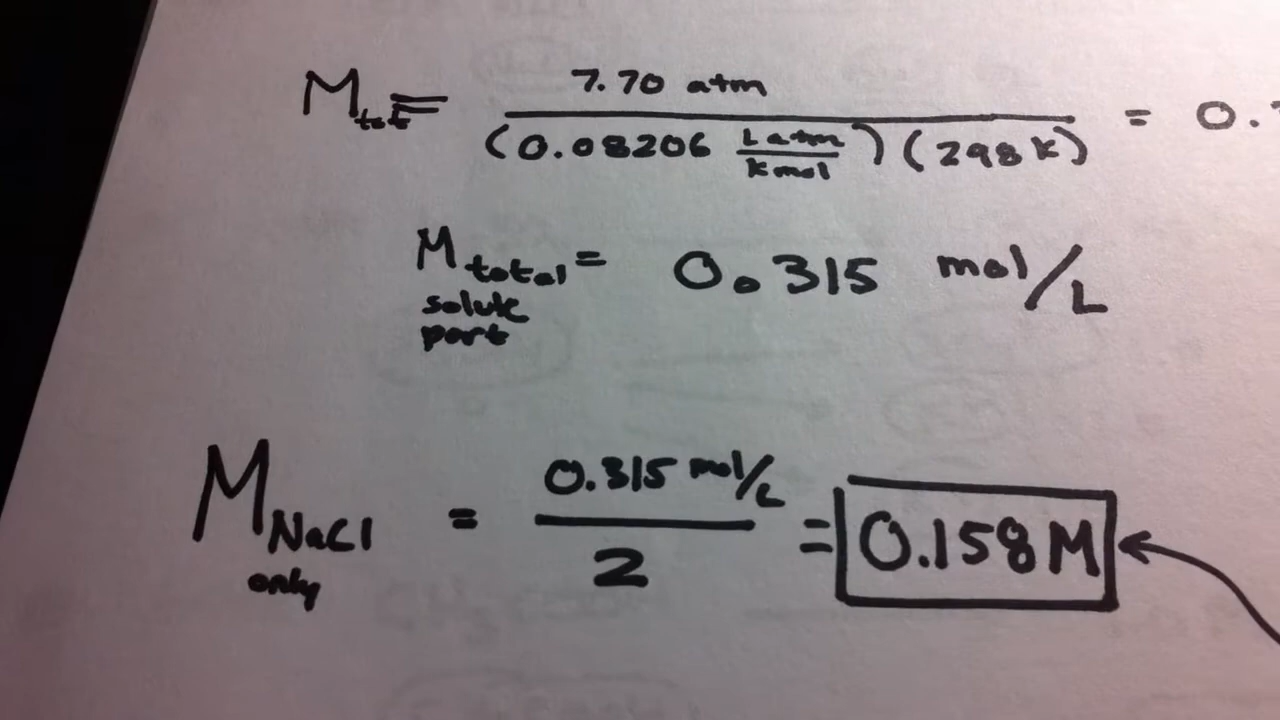 M tot = 7.70 atm / (0.08206 L atm / K mol) (298 K) = 0.
M total solute part = 0.315 mol/L
M NaCl only = 0.315 mol/L / 2 = 0.158 M